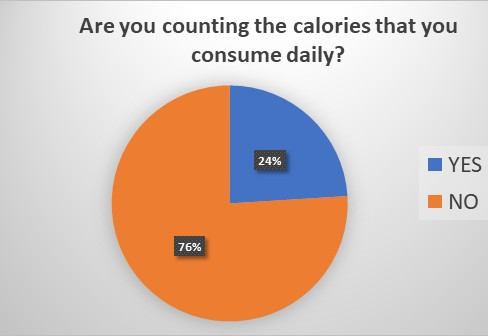 Are you counting the calories that you
consume daily?
24%
YES
NO
76%